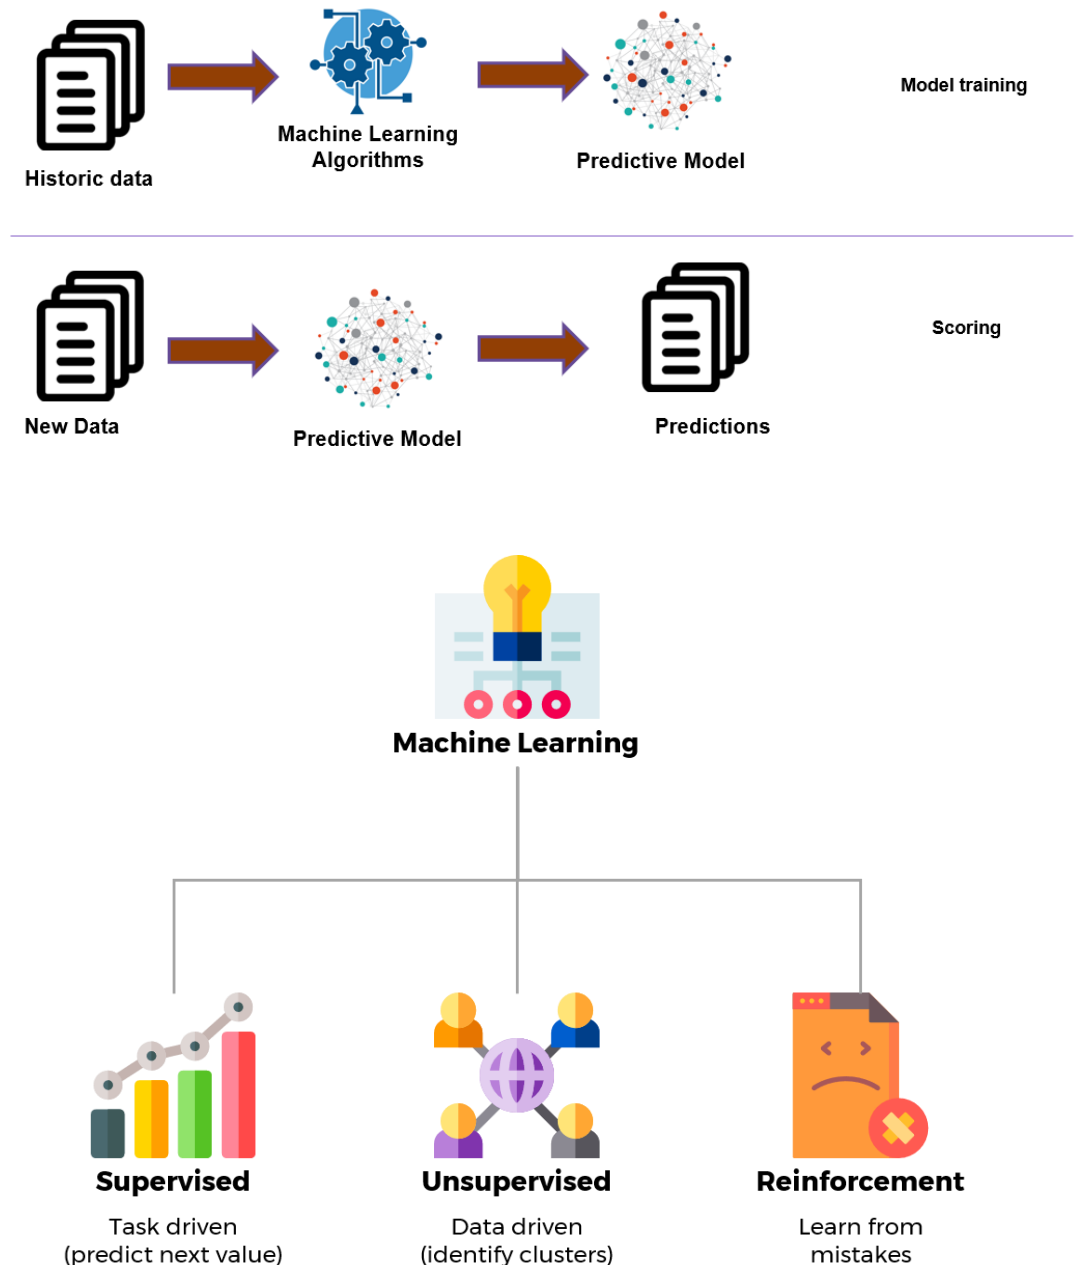 Model training
Machine Learning
Algorithms
Predictive Model
Historic data
Scoring
New Data
Predictive Model
Predictions
Machine Learning
Supervised
Unsupervised
Reinforcement
Task driven
(predict next value)
Data driven
(identify clusters)
Learn from
mistakes